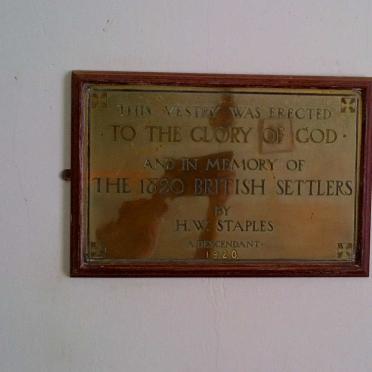 THIS VESTRY WAS ERECTED
TO THE GLORY OF GOD ·
AND IN MEMORY OF
THE 1820 BRITISH SETTLERS
BY
H.W. STAPLES
A DESCENDANT ·
1920